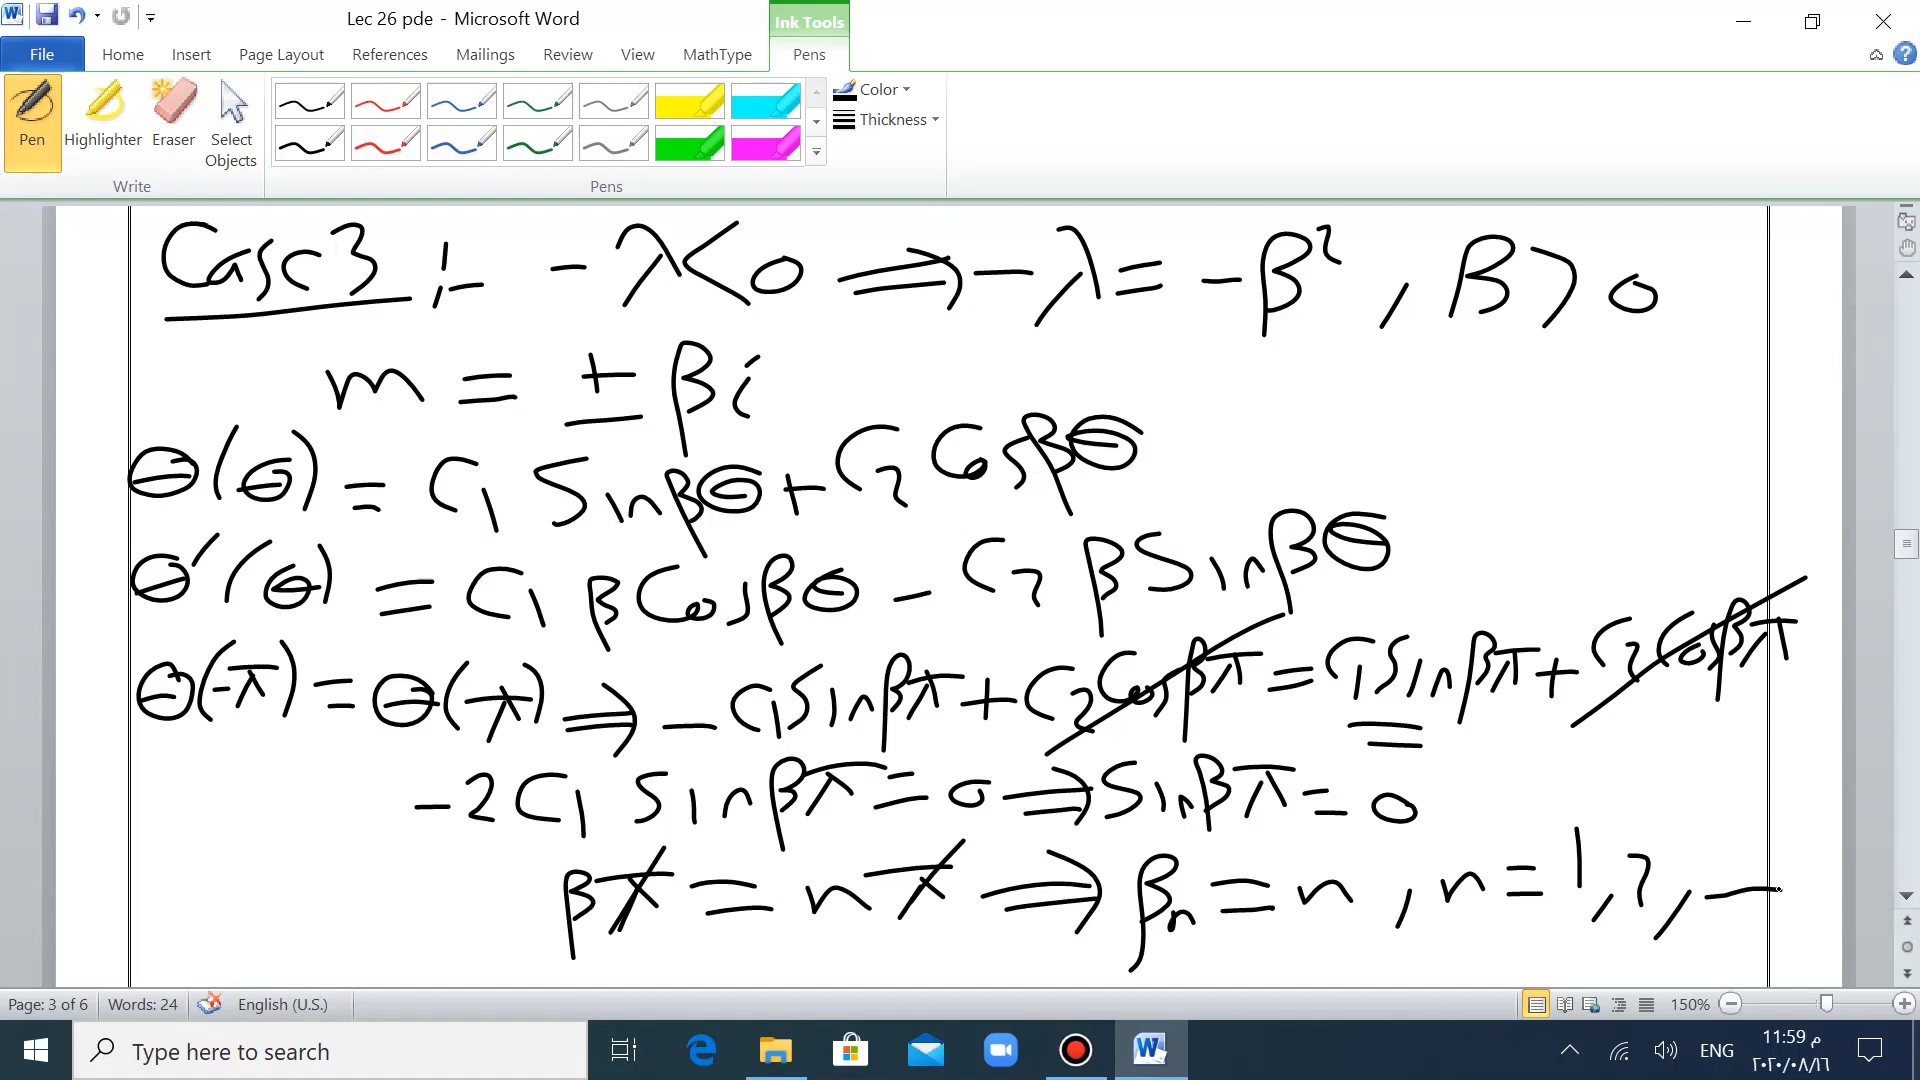 Lec 26 pde - Microsoft Word
Ink Tools
File Home Insert Page Layout References Mailings Review View MathType Pens
Pen Highlighter Eraser Select Objects
Color
Thickness
Write Pens
Case 3 :- -λ<0 ⟹ -λ = -β², β>0
m = ± βi
Θ(θ) = C₁ Sinβθ + C₂ Cosβθ
Θ'(θ) = C₁ β Cosβθ - C₂ β Sinβθ
Θ(-π) = Θ(π) ⟹ - C₁ Sinβπ + C₂ Cosβπ = C₁ Sinβπ + C₂ Cosβπ
-2C₁ Sinβπ = 0 ⟹ Sinβπ = 0
βπ = nπ ⟹ βₙ = n, n = 1, 2, —
Page: 3 of 6 Words: 24 English (U.S.) 150%
Type here to search ENG 11:59 م
٢٠٢٠/٠٨/١٦